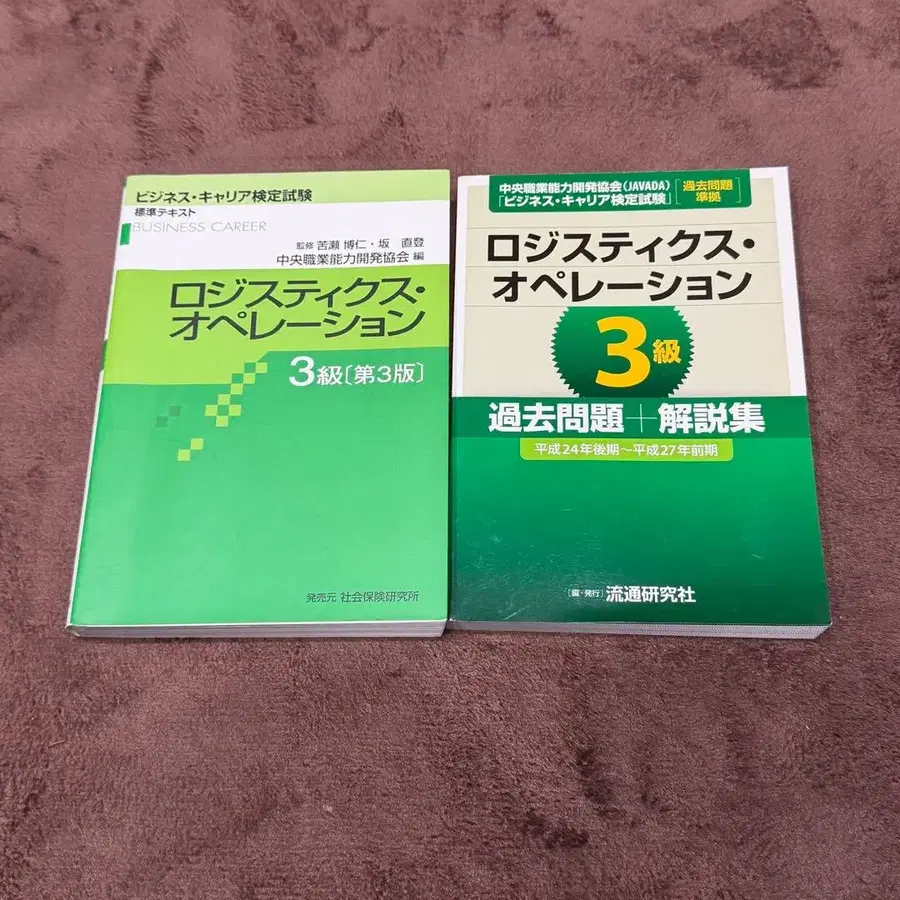 ビジネス・キャリア検定試験
標準テキスト
BUSINESS CAREER
監修 苦瀬 博仁・坂 直登
中央職業能力開発協会 編
ロジスティクス・
オペレーション
3級〔第3版〕
発売元 社会保険研究所
中央職業能力開発協会(JAVADA)
「ビジネス・キャリア検定試験」
過去問題
準拠
ロジスティクス・
オペレーション
3級
過去問題+解説集
平成24年後期~平成27年前期
[編・発行] 流通研究社